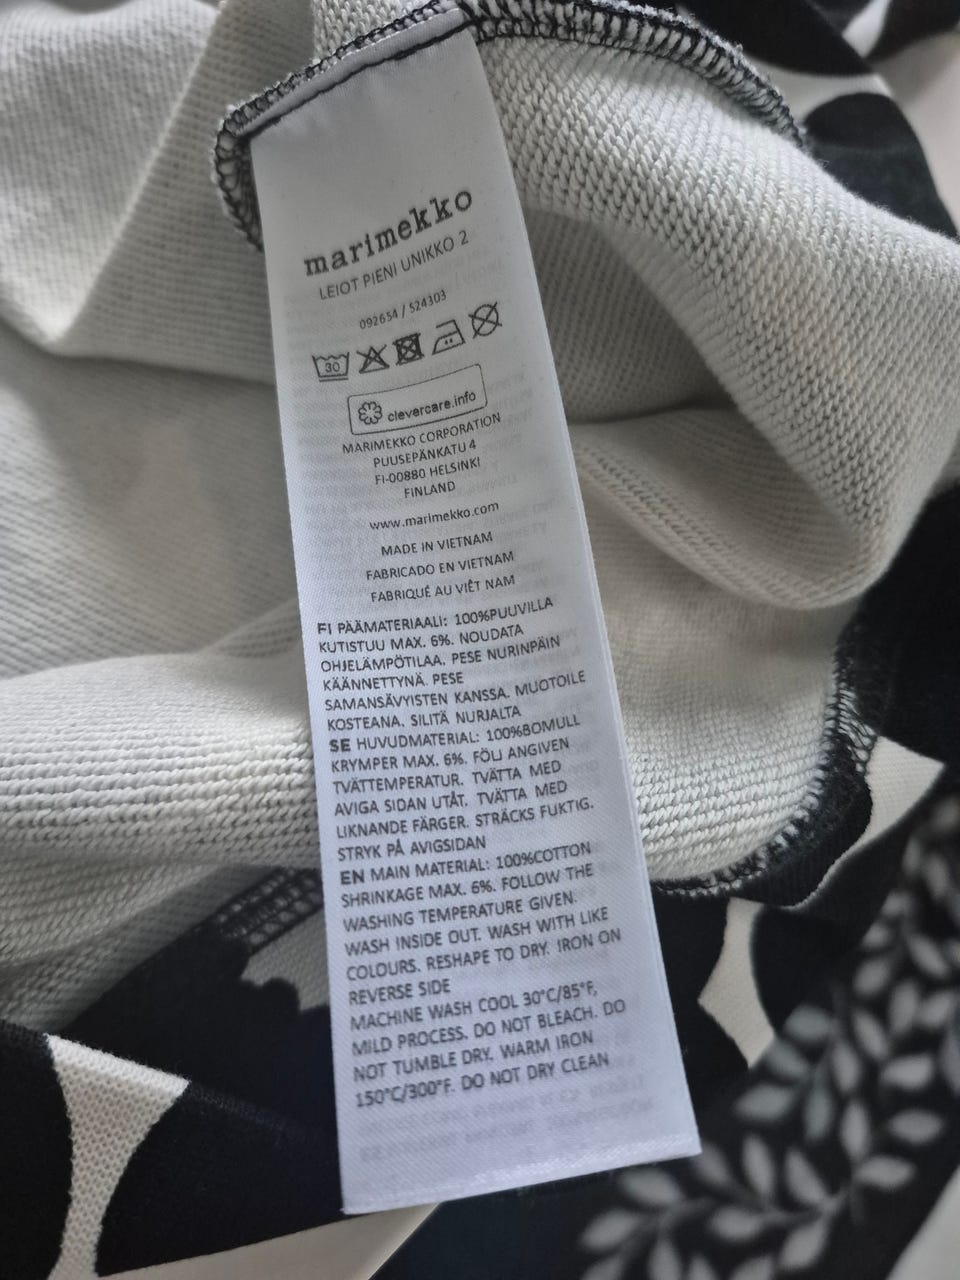 marimekko
LEIOT PIENI UNIKKO 2
092654 / 524303
30
clevercare.info
MARIMEKKO CORPORATION
PUUSEPÄNKATU 4
FI-00880 HELSINKI
FINLAND
www.marimekko.com
MADE IN VIETNAM
FABRICADO EN VIETNAM
FABRIQUÉ AU VIÊT NAM
FI PÄÄMATERIAALI: 100%PUUVILLA
KUTISTUU MAX. 6%. NOUDATA
OHJELÄMPÖTILAA. PESE NURINPÄIN
KÄÄNNETTYNÄ. PESE
SAMANSÄVYISTEN KANSSA. MUOTOILE
KOSTEANA. SILITÄ NURJALTA
SE HUVUDMATERIAL: 100%BOMULL
KRYMPER MAX. 6%. FÖLJ ANGIVEN
TVÄTTEMPERATUR. TVÄTTA MED
AVIGA SIDAN UTÅT. TVÄTTA MED
LIKNANDE FÄRGER. STRÄCKS FUKTIG.
STRYK PÅ AVIGSIDAN
EN MAIN MATERIAL: 100%COTTON
SHRINKAGE MAX. 6%. FOLLOW THE
WASHING TEMPERATURE GIVEN.
WASH INSIDE OUT. WASH WITH LIKE
COLOURS. RESHAPE TO DRY. IRON ON
REVERSE SIDE
MACHINE WASH COOL 30°C/85°F,
MILD PROCESS. DO NOT BLEACH. DO
NOT TUMBLE DRY. WARM IRON
150°C/300°F. DO NOT DRY CLEAN